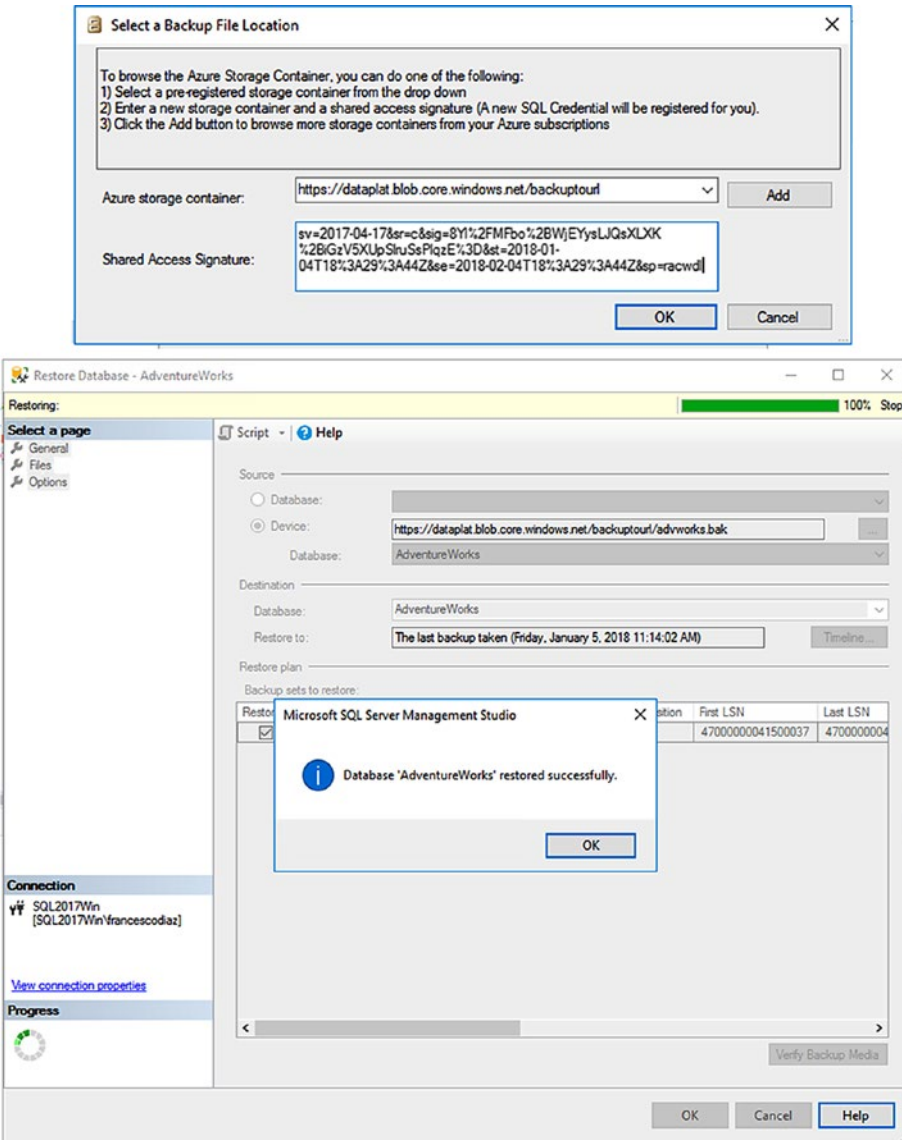 Select a Backup File Location
To browse the Azure Storage Container, you can do one of the following:
1) Select a pre-registered storage container from the drop down
2) Enter a new storage container and a shared access signature (A new SQL Credential will be registered for you).
3) Click the Add button to browse more storage containers from your Azure subscriptions
Azure storage container:
https://dataplat.blob.core.windows.net/backuptourl
Add
Shared Access Signature:
sv=2017-04-17&sr=c&sig=8Yl%2FMFbo%2BWjEYysLJQsXLXK
%2BiGzV5XUpSlruSsPlqzE%3D&st=2018-01-
04T18%3A29%3A44Z&se=2018-02-04T18%3A29%3A44Z&sp=racwdl
OK Cancel
Restore Database - AdventureWorks
Restoring: 100% Stop
Select a page
General
Files
Options
Script Help
Source
Database:
Device: https://dataplat.blob.core.windows.net/backuptourl/advworks.bak ...
Database: AdventureWorks
Destination
Database: AdventureWorks
Restore to: The last backup taken (Friday, January 5, 2018 11:14:02 AM) Timeline...
Restore plan
Backup sets to restore:
Restor sition First LSN Last LSN
47000000041500037 4700000004
Microsoft SQL Server Management Studio
Database 'AdventureWorks' restored successfully.
OK
Connection
SQL2017Win
[SQL2017Win\francescodiaz]
View connection properties
Progress
Verify Backup Media
OK Cancel Help